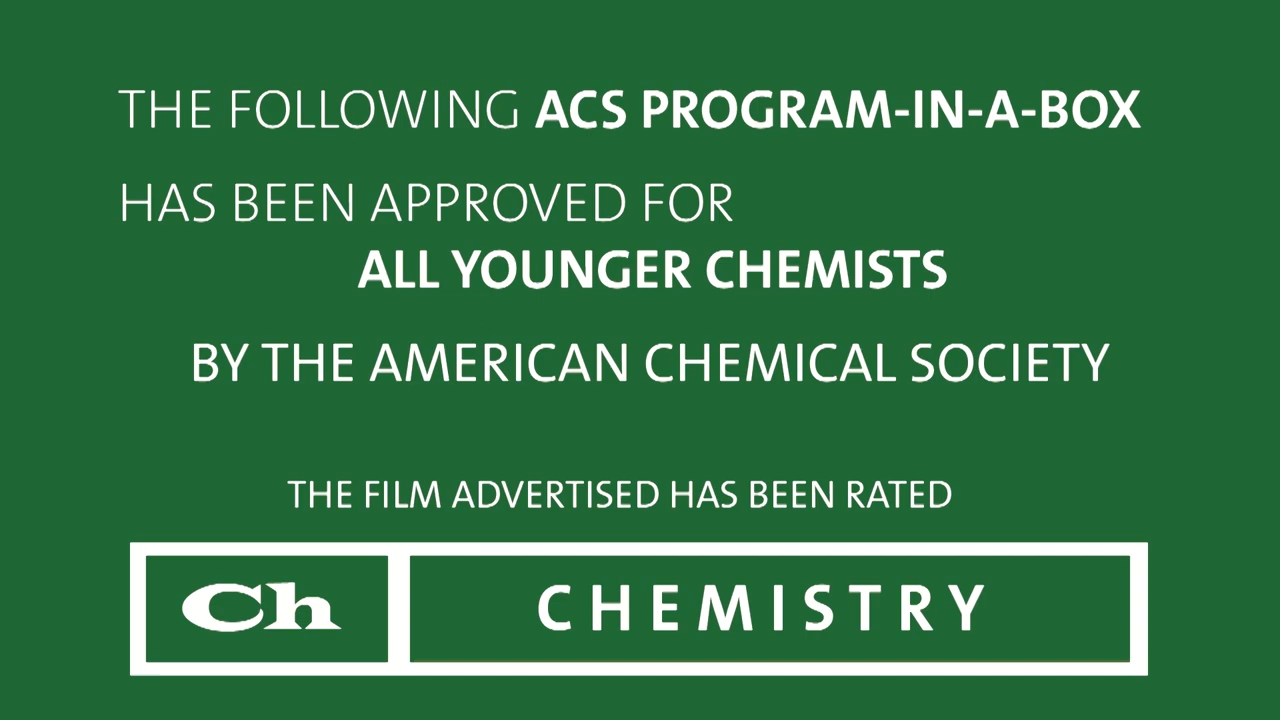 THE FOLLOWING ACS PROGRAM-IN-A-BOX
HAS BEEN APPROVED FOR
ALL YOUNGER CHEMISTS
BY THE AMERICAN CHEMICAL SOCIETY
THE FILM ADVERTISED HAS BEEN RATED
Ch CHEMISTRY